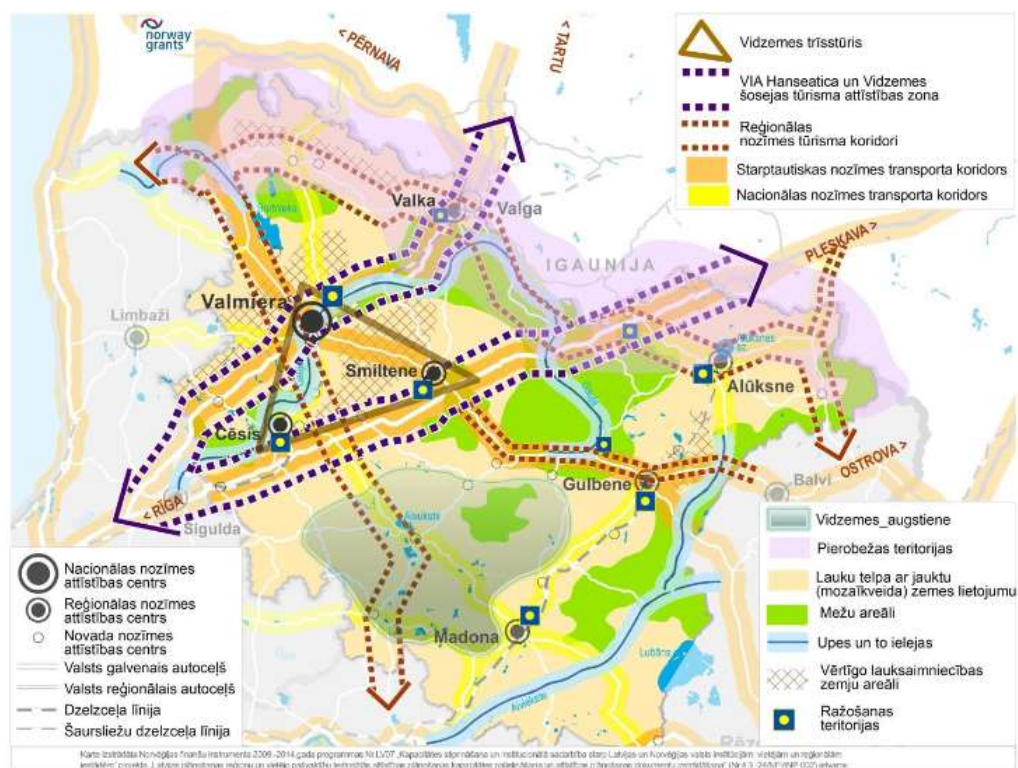 norway
grants
< PĒRNAVA
< TARTU
Vidzemes trīsstūris
VIA Hanseatica un Vidzemes
šosejas tūrisma attīstības zona
Reģionālas
nozīmes tūrisma koridori
Starptautiskas nozīmes transporta koridors
Nacionālas nozīmes transporta koridors
Valka
Valga
IGAUNIJA
PLESKAVA >
Valmiera
Limbaži
Smiltene
Alūksne
Cēsis
OSTROVA >
Gulbene
Balvi
< RĪGA
Sigulda
Madona
Lubāns
Aiviekste
Vidzemes_augstiene
Pierobežas teritorijas
Lauku telpa ar jauktu
(mozaīkveida) zemes lietojumu
Mežu areāli
Upes un to ielejas
Vērtīgo lauksaimniecības
zemju areāli
Ražošanas
teritorijas
Nacionālas nozīmes
attīstības centrs
Reģionālas nozīmes
attīstības centrs
Novada nozīmes
attīstības centrs
Valsts galvenais autoceļš
Valsts reģionālais autoceļš
Dzelzceļa līnija
Šaursliežu dzelzceļa līnija